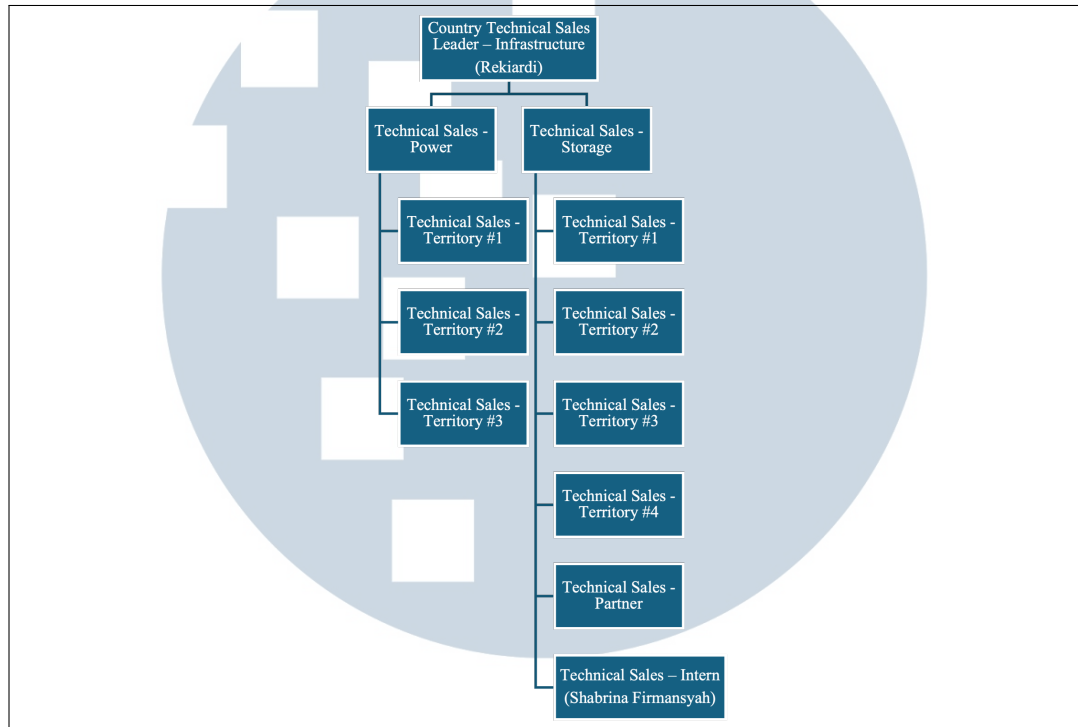 Country Technical Sales
Leader – Infrastructure
(Rekiardi)
Technical Sales -
Power
Technical Sales -
Territory #1
Technical Sales -
Territory #2
Technical Sales -
Territory #3
Technical Sales -
Storage
Technical Sales -
Territory #1
Technical Sales -
Territory #2
Technical Sales -
Territory #3
Technical Sales -
Territory #4
Technical Sales -
Partner
Technical Sales – Intern
(Shabrina Firmansyah)